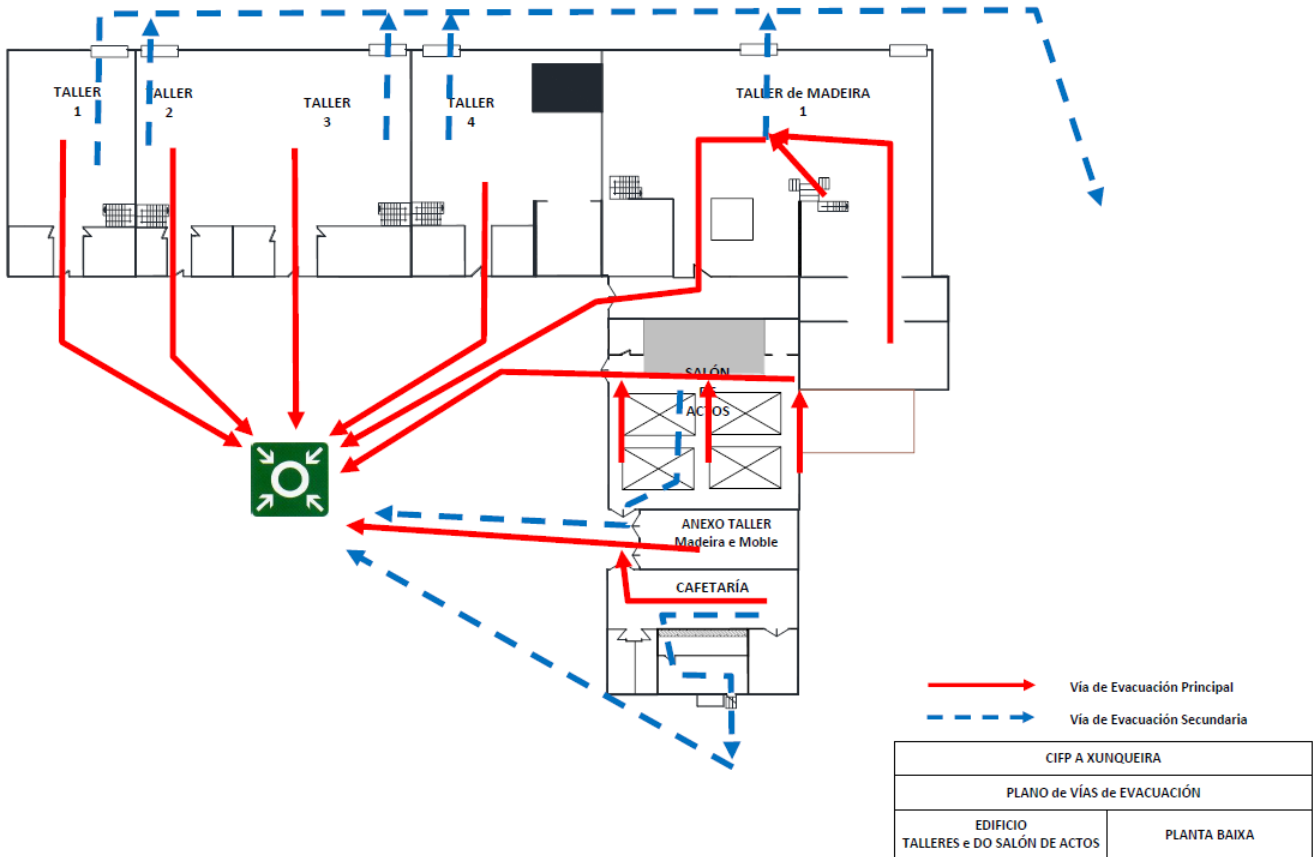 TALLER
1
TALLER
2
TALLER
3
TALLER
4
TALLER de MADEIRA
1
SALÓN
DE
ACTOS
ANEXO TALLER
Madeira e Moble
CAFETARÍA
Vía de Evacuación Principal
Vía de Evacuación Secundaria
CIFP A XUNQUEIRA
PLANO de VÍAS de EVACUACIÓN
EDIFICIO
TALLERES e DO SALÓN DE ACTOS
PLANTA BAIXA